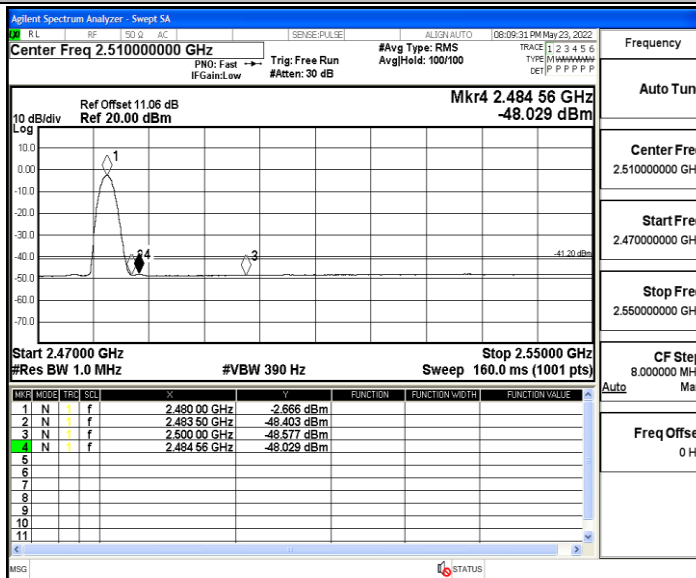 Agilent Spectrum Analyzer - Swept SA
LXI RL RF 50 Ω AC SENSE:PULSE ALIGN AUTO 08:09:31 PM May 23, 2022
Center Freq 2.510000000 GHz
PNO: Fast
IFGain:Low
Trig: Free Run
#Atten: 30 dB
#Avg Type: RMS
Avg|Hold: 100/100
TRACE 1 2 3 4 5 6
TYPE M WWWWW
DET P P P P P P
Ref Offset 11.06 dB
10 dB/div Ref 20.00 dBm
Log
Mkr4 2.484 56 GHz
-48.029 dBm
10.0
0.00
-10.0
-20.0
-30.0
-40.0
-50.0
-60.0
-70.0
1
4
3
-41.20 dBm
Start 2.47000 GHz Stop 2.55000 GHz
#Res BW 1.0 MHz #VBW 390 Hz Sweep 160.0 ms (1001 pts)
MKR MODE TRC SCL X Y FUNCTION FUNCTION WIDTH FUNCTION VALUE
1 N 1 f 2.480 00 GHz -2.666 dBm
2 N 1 f 2.483 50 GHz -48.403 dBm
3 N 1 f 2.500 00 GHz -48.577 dBm
4 N 1 f 2.484 56 GHz -48.029 dBm
5
6
7
8
9
10
11
MSG STATUS
Frequency
Auto Tun
Center Fre
2.510000000 GH
Start Fre
2.470000000 GH
Stop Fre
2.550000000 GH
CF Step
8.000000 MH
Auto Ma
Freq Offse
0 H